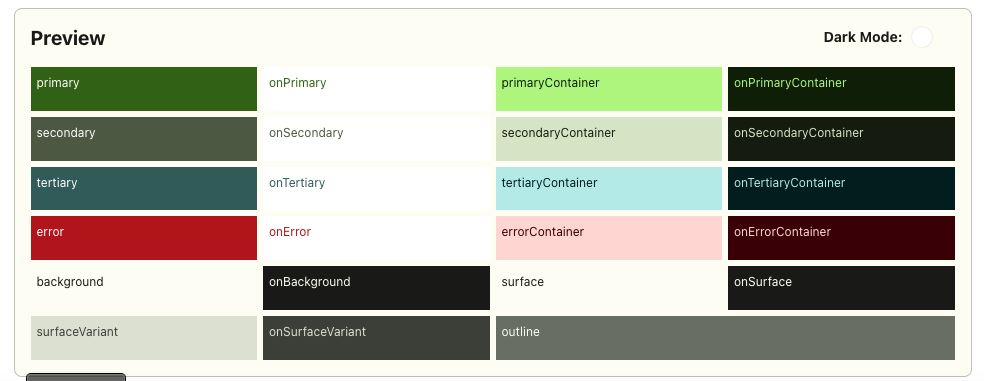 Preview
Dark Mode:
primary
onPrimary
primaryContainer
onPrimaryContainer
secondary
onSecondary
secondaryContainer
onSecondaryContainer
tertiary
onTertiary
tertiaryContainer
onTertiaryContainer
error
onError
errorContainer
onErrorContainer
background
onBackground
surface
onSurface
surfaceVariant
onSurfaceVariant
outline